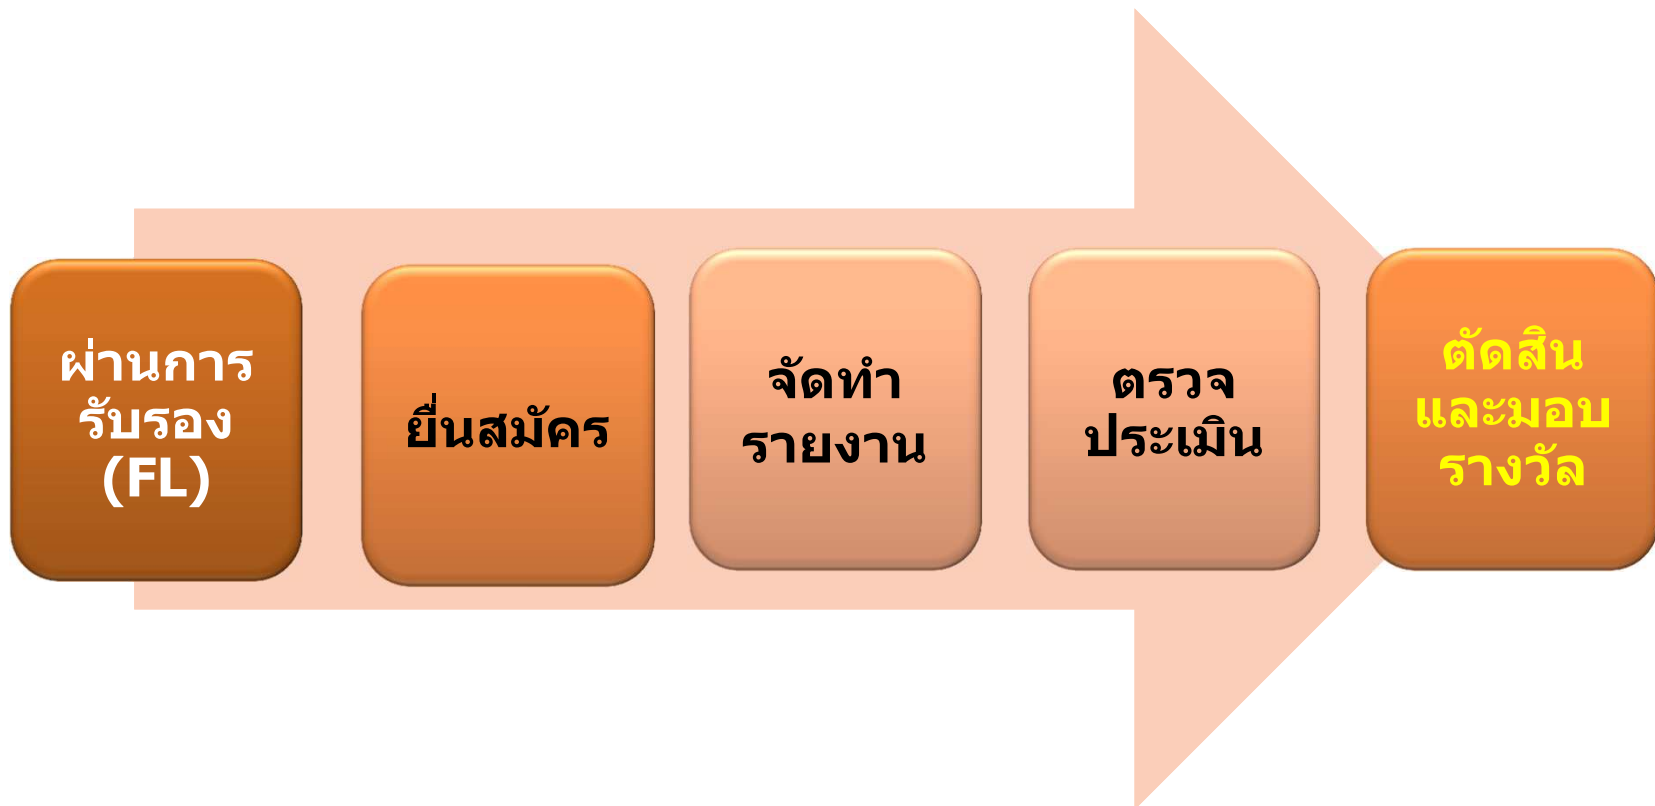 ผ่านการ
รับรอง
(FL)
ยื่นสมัคร
จัดทำ
รายงาน
ตรวจ
ประเมิน
ตัดสิน
และมอบ
รางวัล